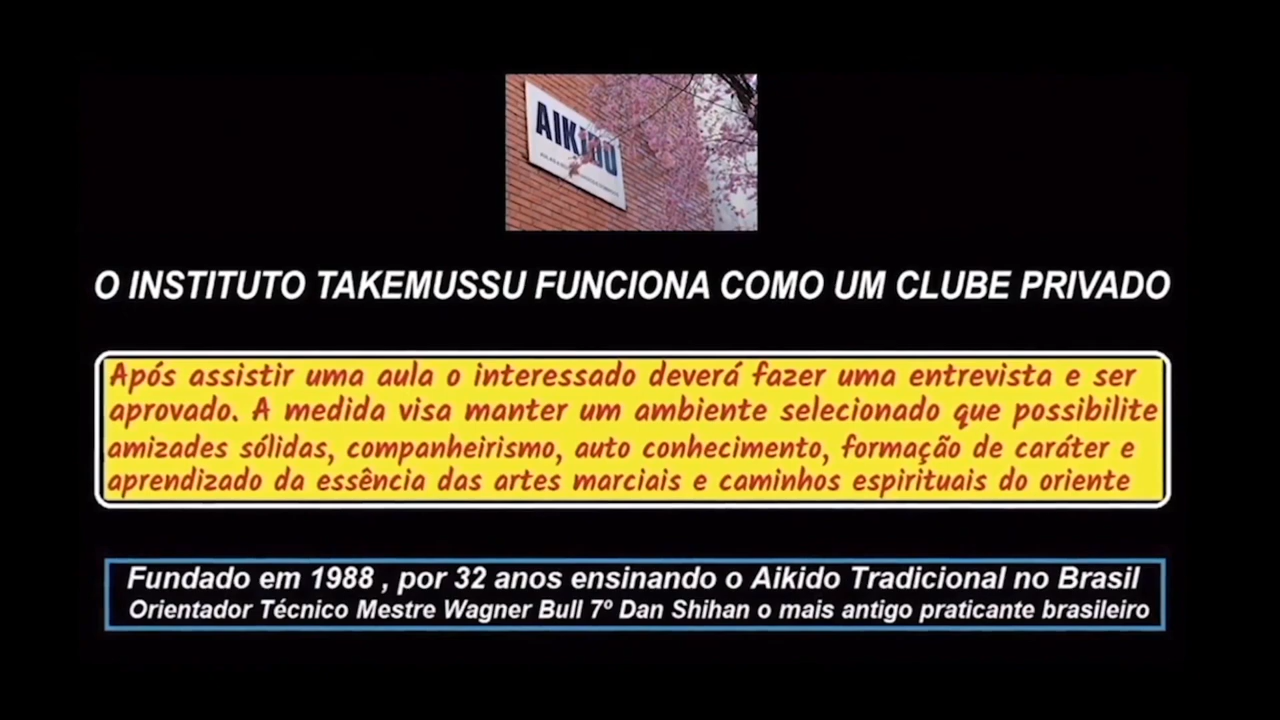 AIKiDO
O INSTITUTO TAKEMUSSU FUNCIONA COMO UM CLUBE PRIVADO
Após assistir uma aula o interessado deverá fazer uma entrevista e ser
aprovado. A medida visa manter um ambiente selecionado que possibilite
amizades sólidas, companheirismo, auto conhecimento, formação de caráter e
aprendizado da essência das artes marciais e caminhos espirituais do oriente
Fundado em 1988 , por 32 anos ensinando o Aikido Tradicional no Brasil
Orientador Técnico Mestre Wagner Bull 7º Dan Shihan o mais antigo praticante brasileiro